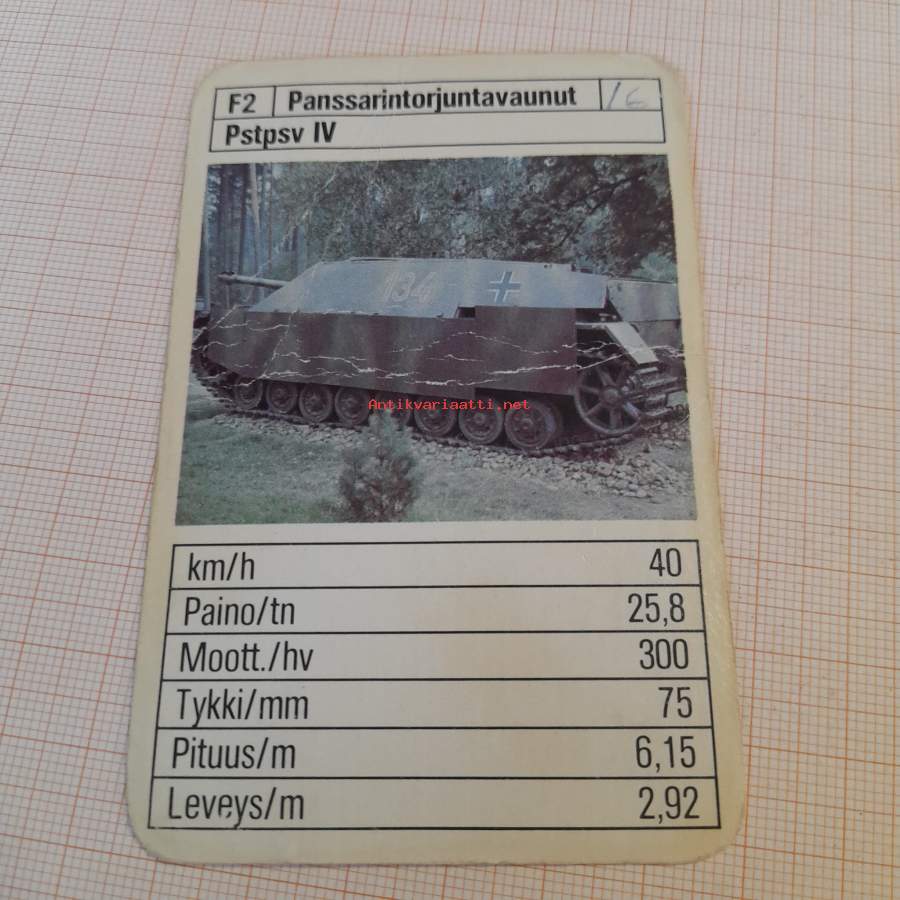 F2 Panssarintorjuntavaunut 16
Pstpsv IV
134
Antikvariaatti.net
km/h 40
Paino/tn 25,8
Moott./hv 300
Tykki/mm 75
Pituus/m 6,15
Leveys/m 2,92